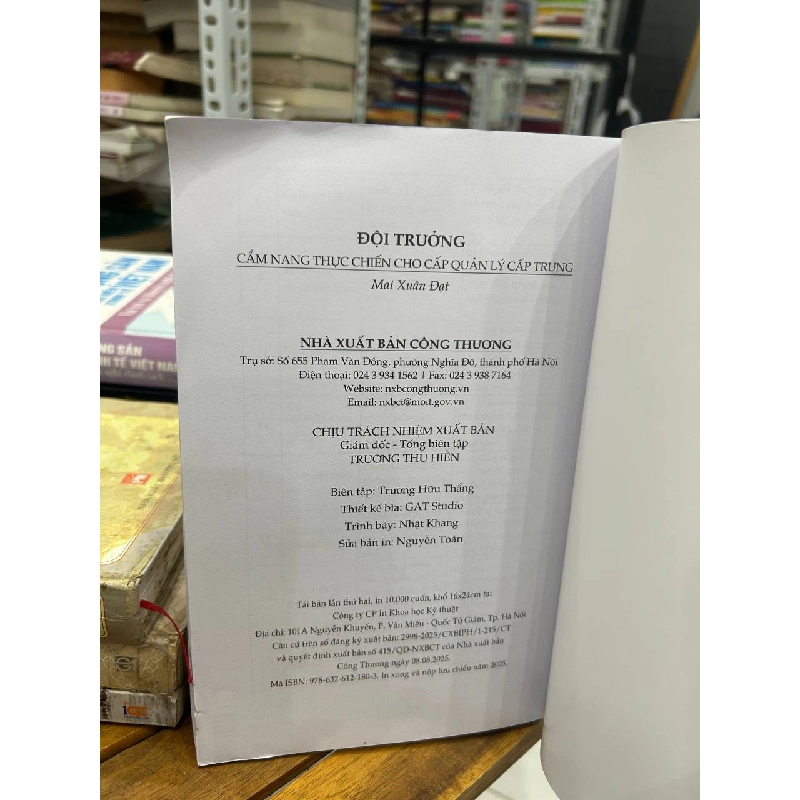 ĐỘI TRƯỞNG
CẨM NANG THỰC CHIẾN CHO CẤP QUẢN LÝ CẤP TRUNG
Mai Xuân Đạt
NHÀ XUẤT BẢN CÔNG THƯƠNG
Trụ sở: Số 655 Phạm Văn Đồng, phường Nghĩa Đô, thành phố Hà Nội
Điện thoại: 024 3 934 1562 | Fax: 024 3 938 7164
Website: nxbcongthuong.vn
Email: nxbct@moit.gov.vn
CHỊU TRÁCH NHIỆM XUẤT BẢN
Giám đốc - Tổng biên tập
TRƯƠNG THU HIỀN
Biên tập: Trương Hữu Thắng
Thiết kế bìa: GAT Studio
Trình bày: Nhật Khang
Sửa bản in: Nguyên Toàn
Tái bản lần thứ hai, in 10.000 cuốn, khổ 16x24cm tại
Công ty CP In Khoa học Kỹ thuật
Địa chỉ: 101A Nguyễn Khuyến, P. Văn Miếu - Quốc Tử Giám, Tp. Hà Nội
Căn cứ trên số đăng ký xuất bản: 2998-2025/CXBIPH/1-215/CT
và quyết định xuất bản số 419/QĐ-NXBCT của Nhà xuất bản
Công Thương ngày 08.08.2025.
Mã ISBN: 978-632-612-180-3. In xong và nộp lưu chiểu năm 2025.
NG SẢN
H TẾ VIỆT NAM